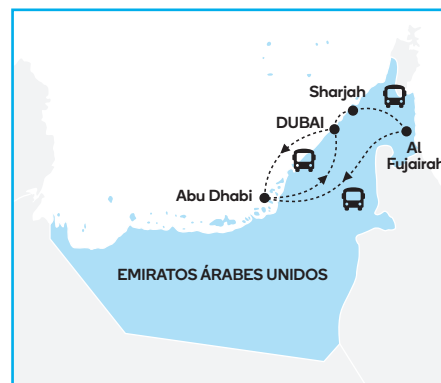 Sharjah
DUBAI
Al
Fujairah
Abu Dhabi
EMIRATOS ÁRABES UNIDOS